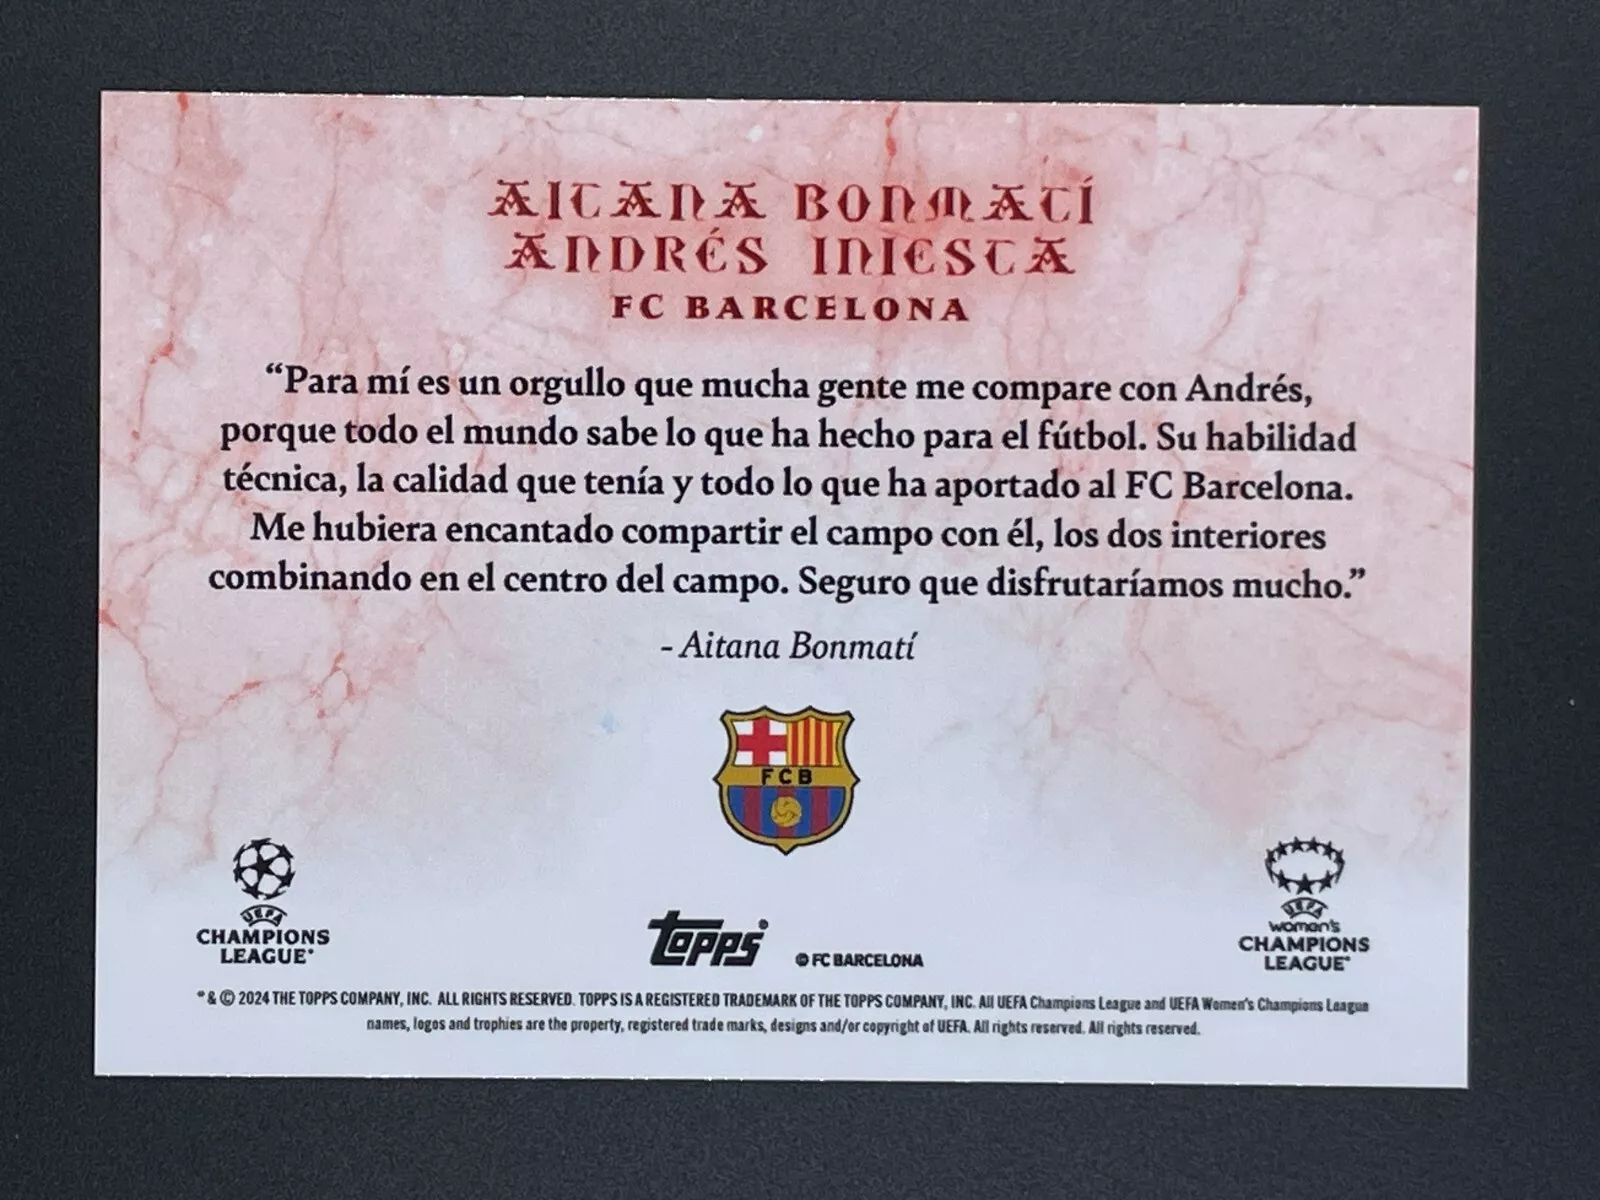 AITANA BONMATÍ
ANDRÉS INIESTA
FC BARCELONA
“Para mí es un orgullo que mucha gente me compare con Andrés,
porque todo el mundo sabe lo que ha hecho para el fútbol. Su habilidad
técnica, la calidad que tenía y todo lo que ha aportado al FC Barcelona.
Me hubiera encantado compartir el campo con él, los dos interiores
combinando en el centro del campo. Seguro que disfrutaríamos mucho.”
- Aitana Bonmatí
FCB
UEFA
CHAMPIONS
LEAGUE®
topps®
© FC BARCELONA
UEFA
women's
CHAMPIONS
LEAGUE®
® & © 2024 THE TOPPS COMPANY, INC. ALL RIGHTS RESERVED. TOPPS IS A REGISTERED TRADEMARK OF THE TOPPS COMPANY, INC. All UEFA Champions League and UEFA Women's Champions League
names, logos and trophies are the property, registered trade marks, designs and/or copyright of UEFA. All rights reserved. All rights reserved.